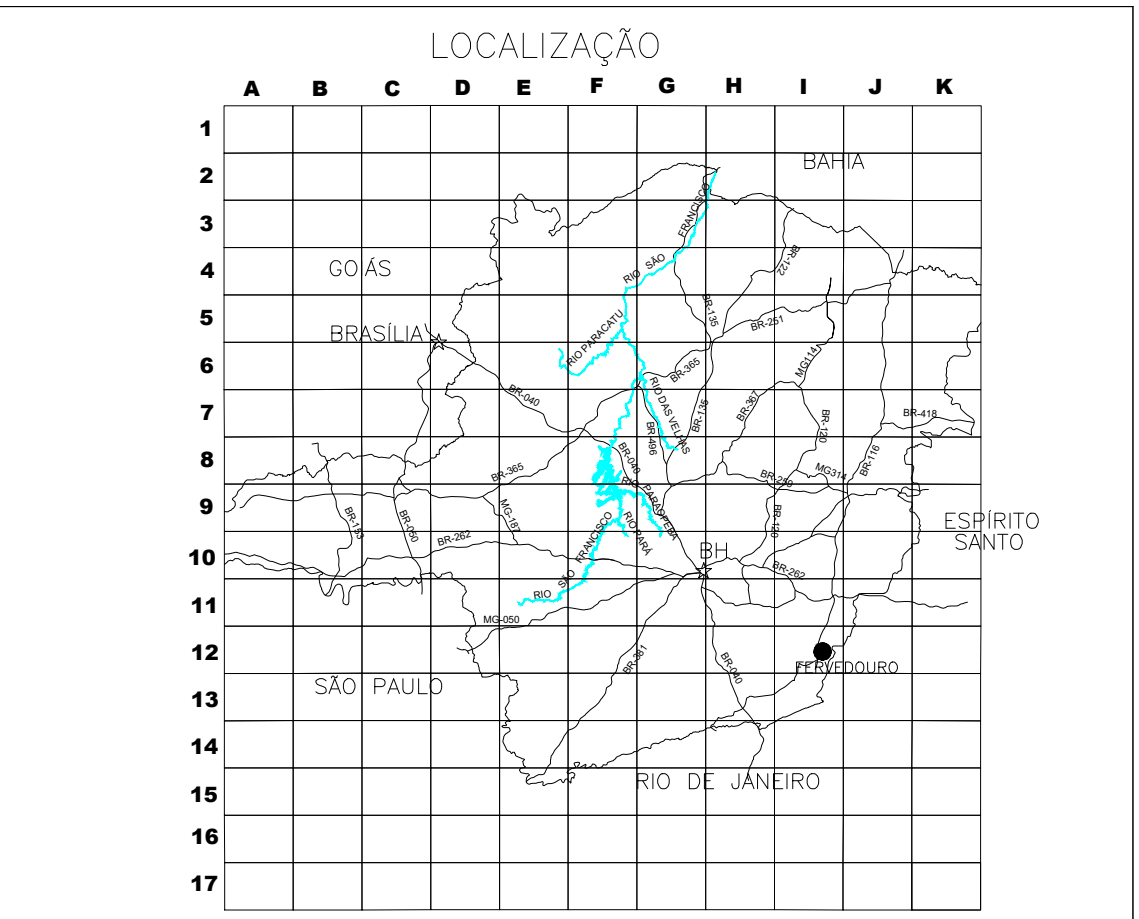 LOCALIZAÇÃO
A B C D E F G H I J K
1
BAHIA
2
FRANCISCO
3
GOIÁS
RIO SÃO
BR-122
4
BR-135
5
BRASÍLIA
RIO PARACATU
BR-251
6
BR-365
MG114
BR-040
RIO DAS VELHAS
BR-367
7
BR-135
BR-120
BR-418
BR-496
BR-040
8
BR-365
BR-259
MG314
BR-116
RIO PARAOPEBA
9
BR-153
BR-050
MG-187
FRANCISCO
RIO PARÁ
BR-120
ESPÍRITO
SANTO
BR-262
10
BH
BR-262
SÃO
RIO
11
MG-050
12
BR-381
BR-040
FERVEDOURO
SÃO PAULO
13
14
RIO DE JANEIRO
15
16
17